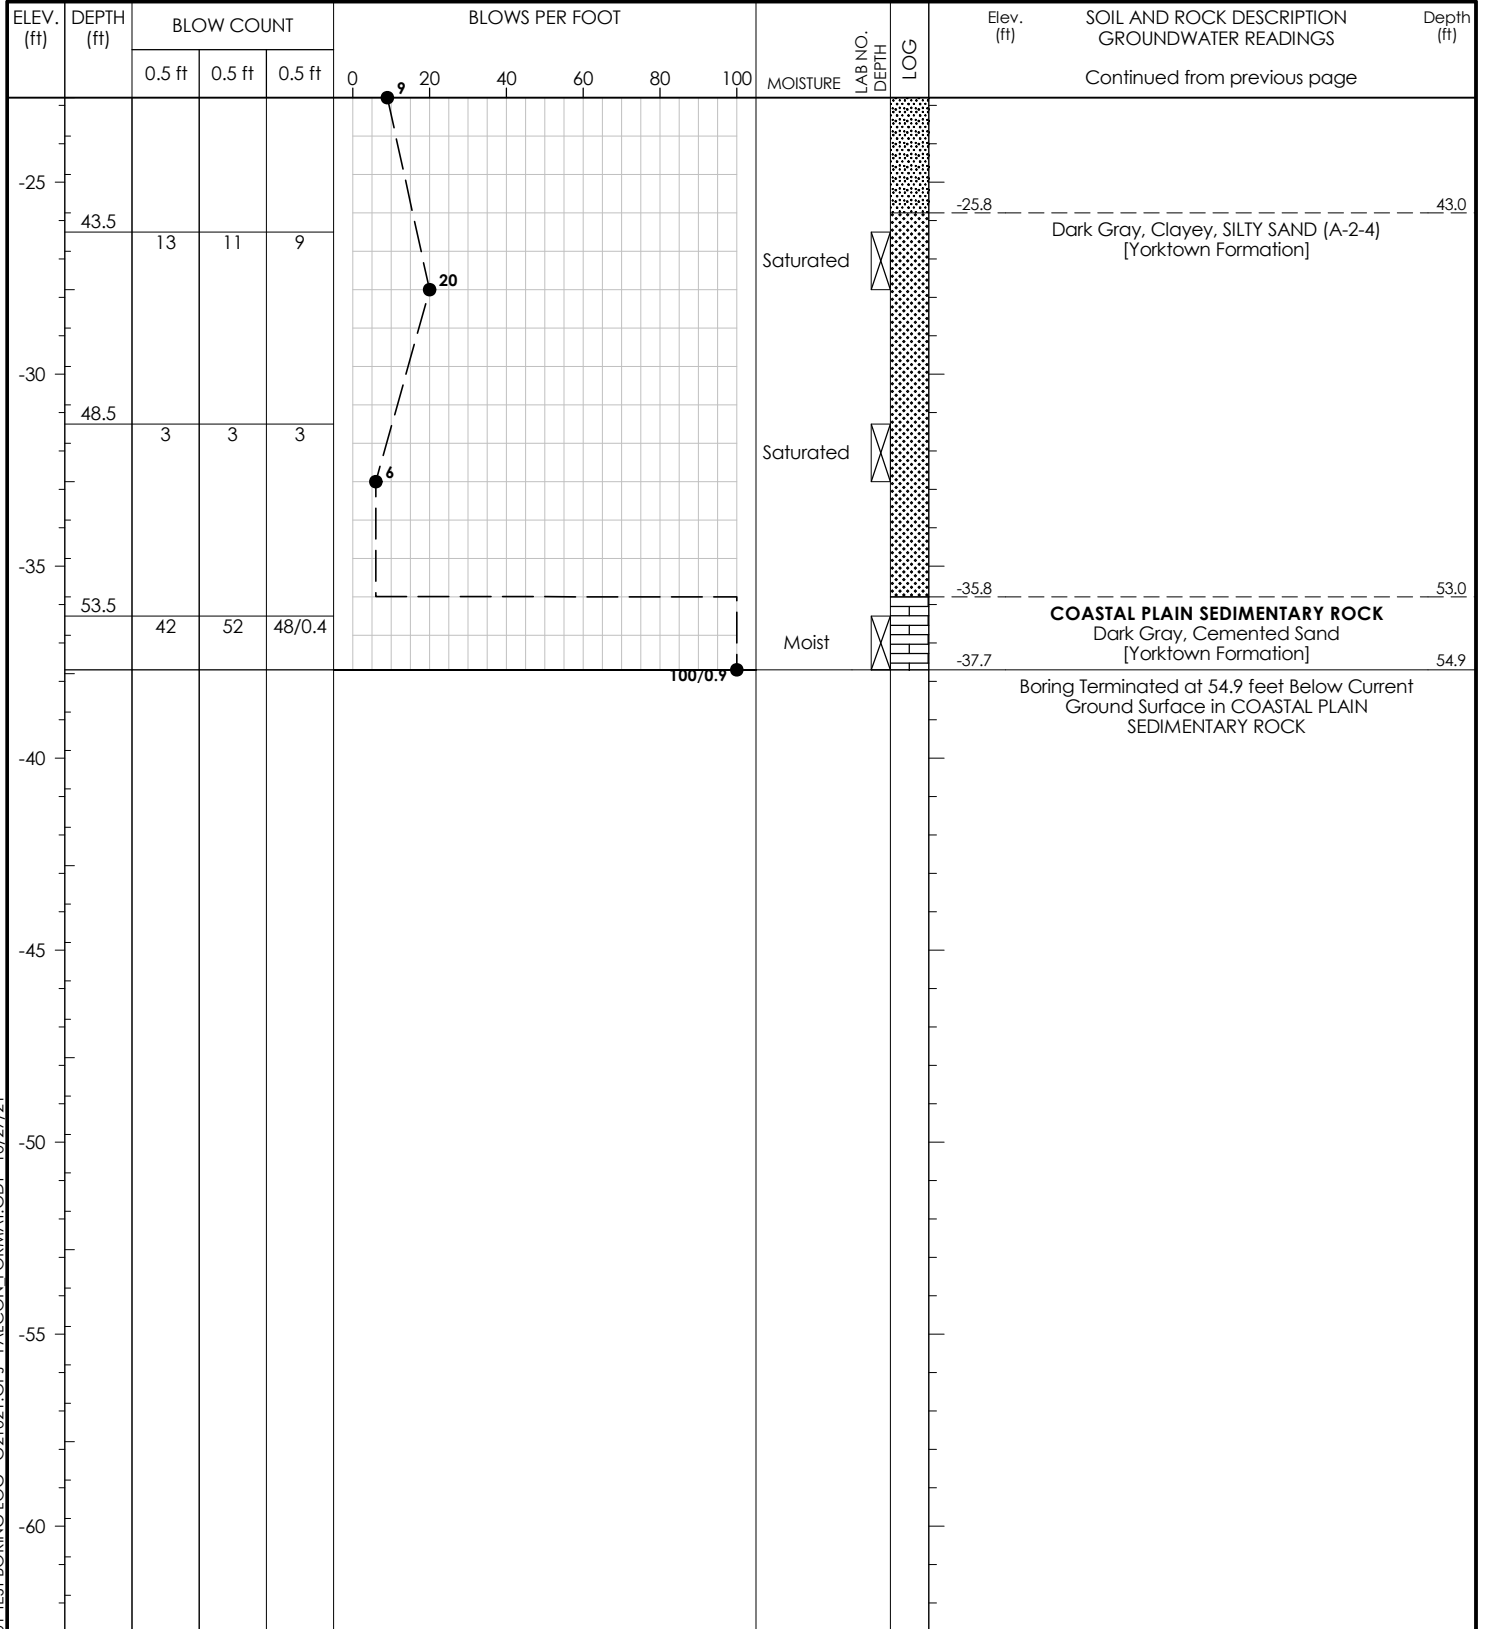 ELEV. (ft) DEPTH (ft) BLOW COUNT BLOWS PER FOOT LAB NO. DEPTH LOG Elev. (ft) SOIL AND ROCK DESCRIPTION Depth (ft)
GROUNDWATER READINGS
0.5 ft 0.5 ft 0.5 ft 0 20 40 60 80 100 MOISTURE Continued from previous page
9
-25
-25.8 43.0
43.5 Dark Gray, Clayey, SILTY SAND (A-2-4)
13 11 9 [Yorktown Formation]
Saturated
20
-30
48.5
3 3 3
Saturated
6
-35
-35.8 53.0
53.5 COASTAL PLAIN SEDIMENTARY ROCK
42 52 48/0.4 Dark Gray, Cemented Sand
Moist [Yorktown Formation]
-37.7 54.9
100/0.9
Boring Terminated at 54.9 feet Below Current
Ground Surface in COASTAL PLAIN
SEDIMENTARY ROCK
-40
-45
-50
-55
-60